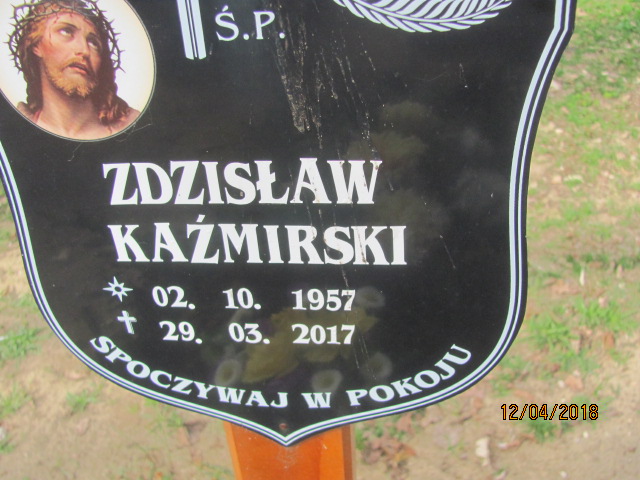 Ś.P.
ZDZISŁAW
KAŹMIRSKI
02. 10. 1957
29. 03. 2017
SPOCZYWAJ W POKOJU
12/04/2018